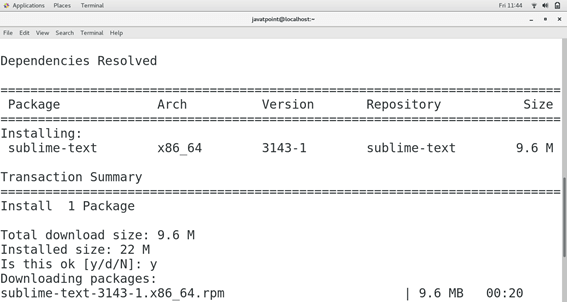 Applications Places Terminal Fri 11:44
javatpoint@localhost:~
File Edit View Search Terminal Help
Dependencies Resolved
================================================================================
Package Arch Version Repository Size
================================================================================
Installing:
sublime-text x86_64 3143-1 sublime-text 9.6 M
Transaction Summary
================================================================================
Install 1 Package
Total download size: 9.6 M
Installed size: 22 M
Is this ok [y/d/N]: y
Downloading packages:
sublime-text-3143-1.x86_64.rpm | 9.6 MB 00:20